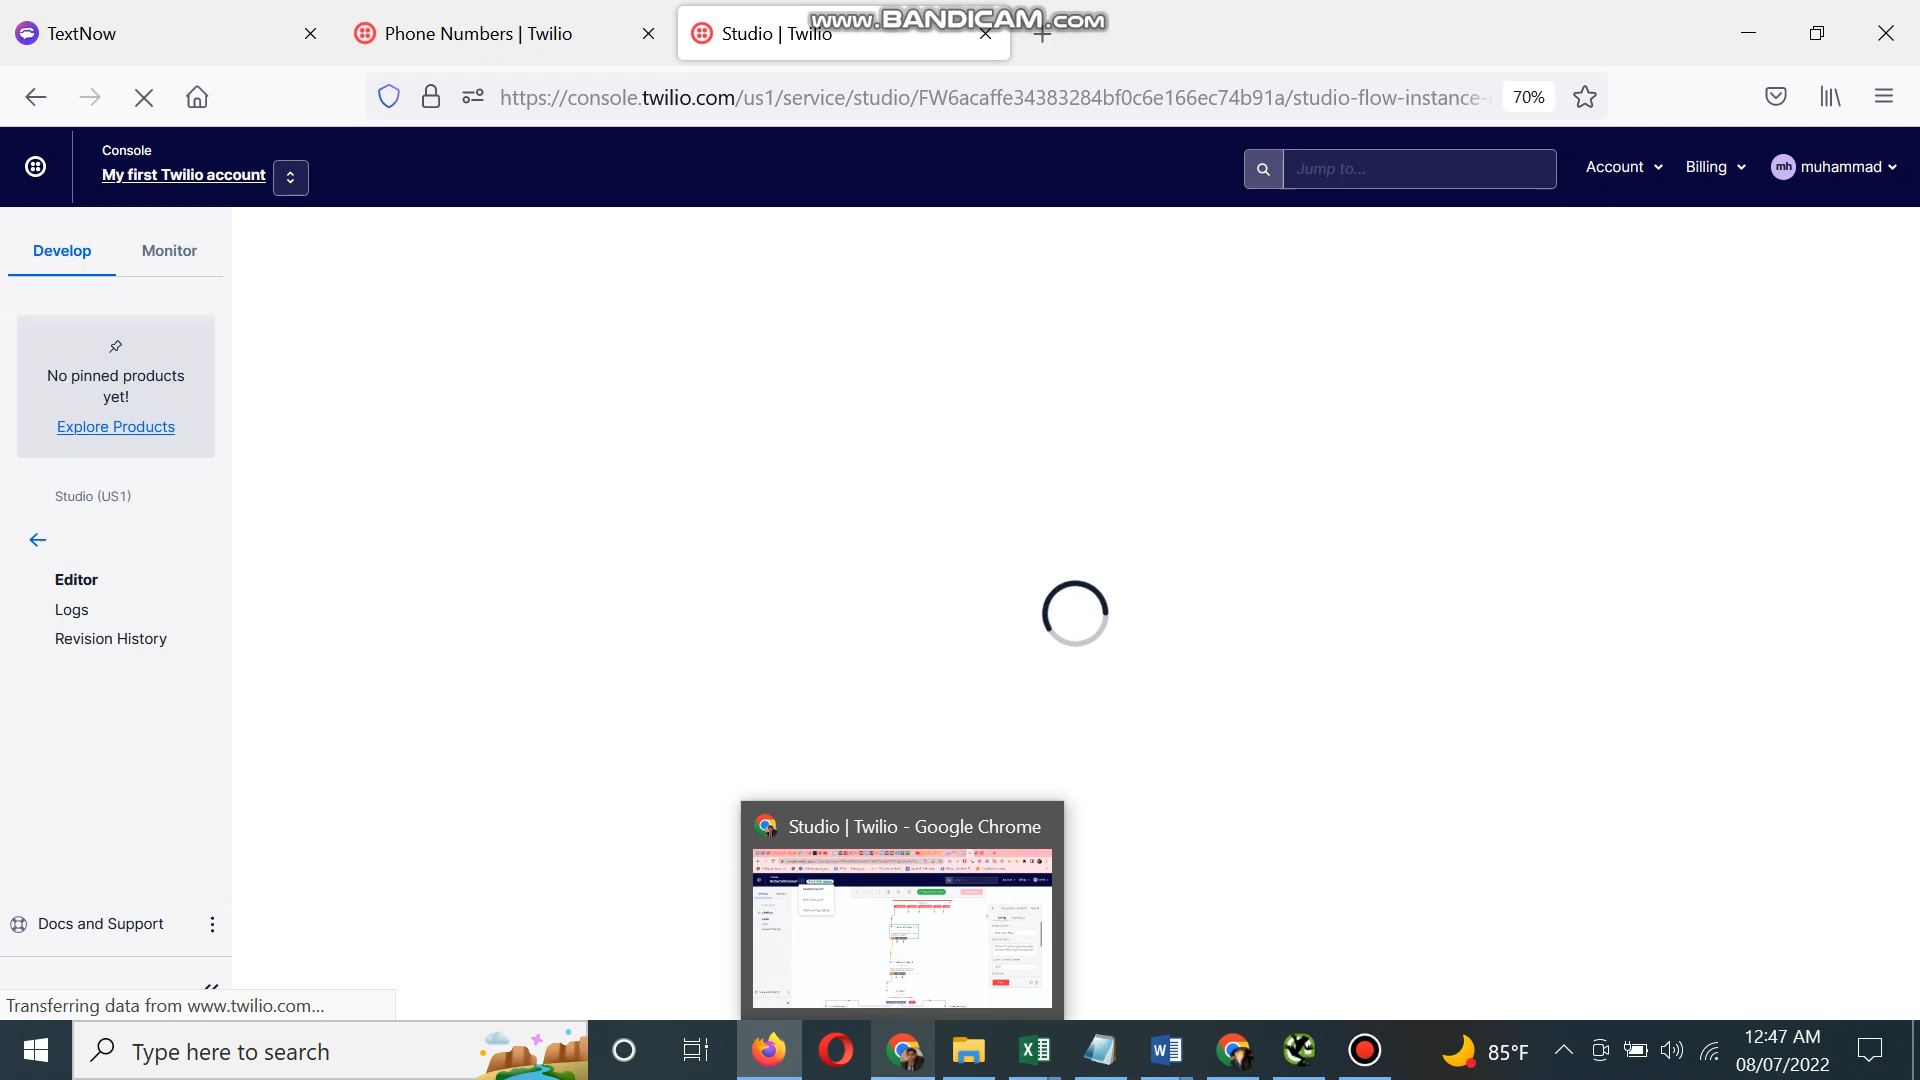 TextNow
Phone Numbers | Twilio
Studio | Twilio
www.BANDICAM.com
https://console.twilio.com/us1/service/studio/FW6acaffe34383284bf0c6e166ec74b91a/studio-flow-instance-
70%
Console
My first Twilio account
Jump to...
Account
Billing
mh muhammad
Develop
Monitor
No pinned products
yet!
Explore Products
Studio (US1)
Editor
Logs
Revision History
Docs and Support
Transferring data from www.twilio.com...
Studio | Twilio - Google Chrome
Type here to search
85°F
12:47 AM
08/07/2022